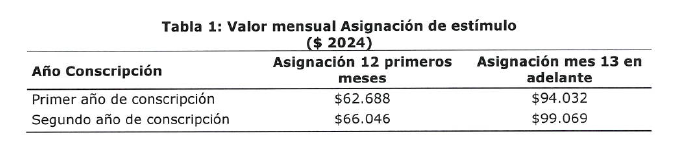 Tabla 1: Valor mensual Asignación de estímulo
($ 2024)
Año Conscripción Asignación 12 primeros meses Asignación mes 13 en adelante
Primer año de conscripción $62.688 $94.032
Segundo año de conscripción $66.046 $99.069